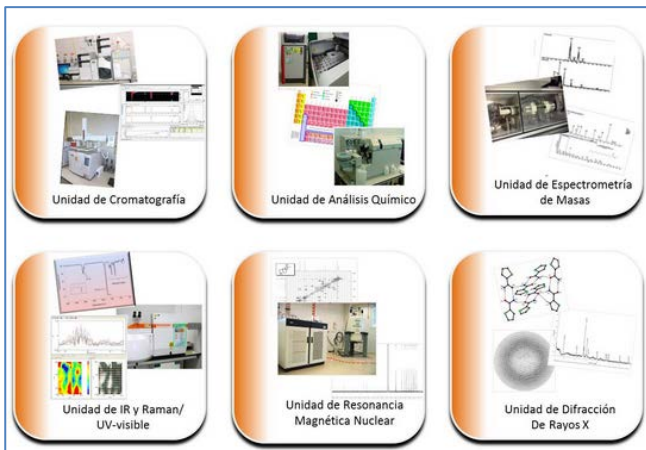 Unidad de Cromatografía
Unidad de Análisis Químico
Unidad de Espectrometría
de Masas
Unidad de IR y Raman/
UV-visible
Unidad de Resonancia
Magnética Nuclear
Unidad de Difracción
De Rayos X